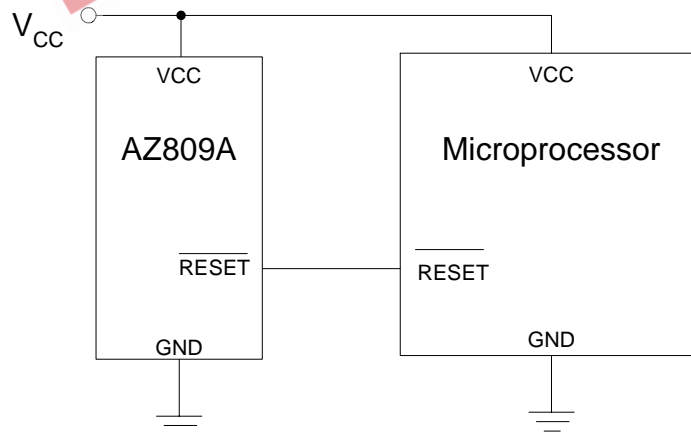 VCC
VCC
VCC
AZ809A
Microprocessor
RESET
RESET
GND
GND